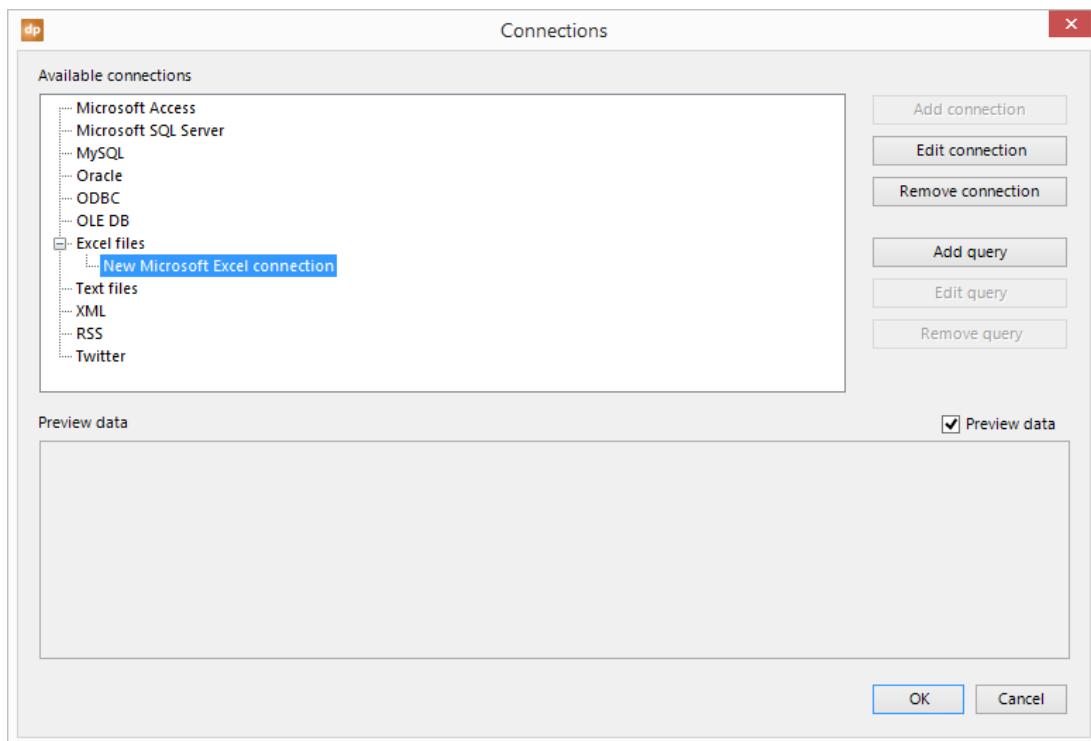 dp
Connections
Available connections
Microsoft Access
Microsoft SQL Server
MySQL
Oracle
ODBC
OLE DB
Excel files
New Microsoft Excel connection
Text files
XML
RSS
Twitter
Add connection
Edit connection
Remove connection
Add query
Edit query
Remove query
Preview data
Preview data
OK
Cancel